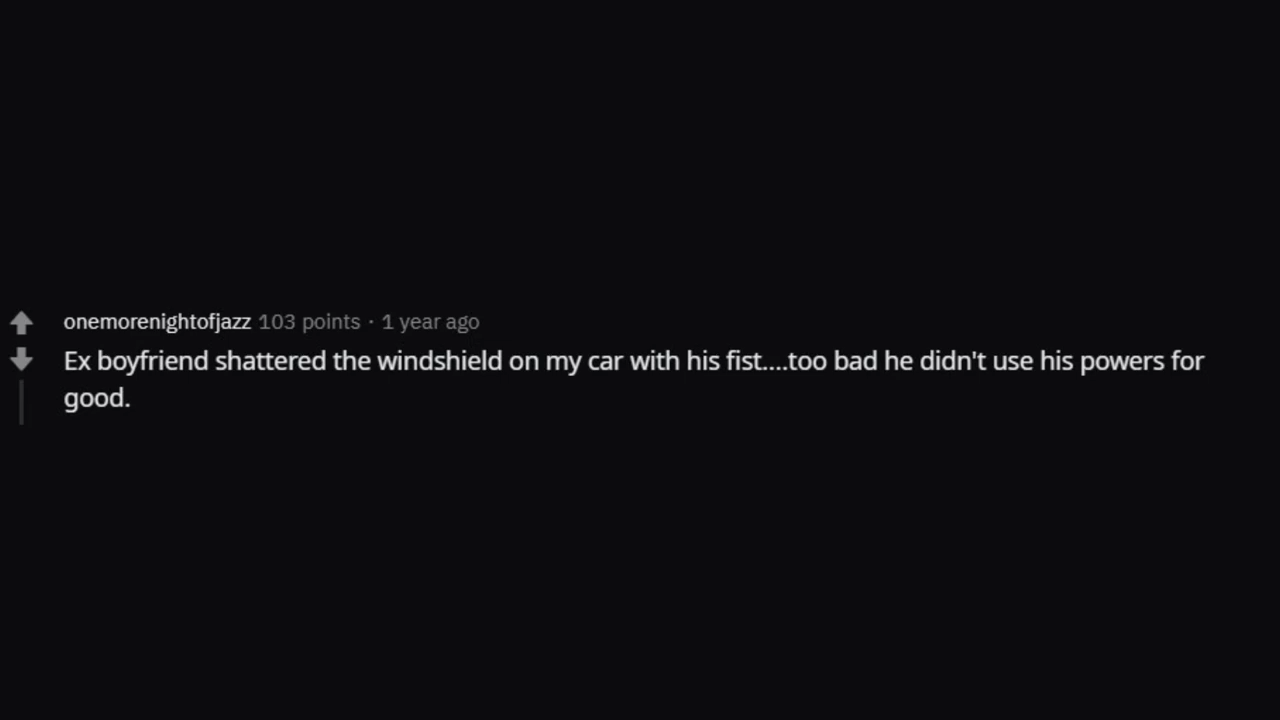 onemorenightofjazz 103 points · 1 year ago
Ex boyfriend shattered the windshield on my car with his fist....too bad he didn't use his powers for
good.